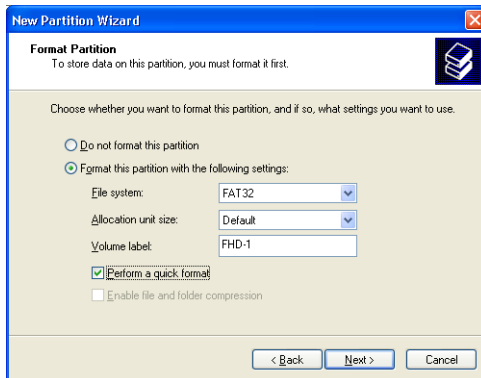 New Partition Wizard
Format Partition
To store data on this partition, you must format it first.
Choose whether you want to format this partition, and if so, what settings you want to use.
Do not format this partition
Format this partition with the following settings:
File system: FAT32
Allocation unit size: Default
Volume label: FHD-1
Perform a quick format
Enable file and folder compression
< Back Next > Cancel